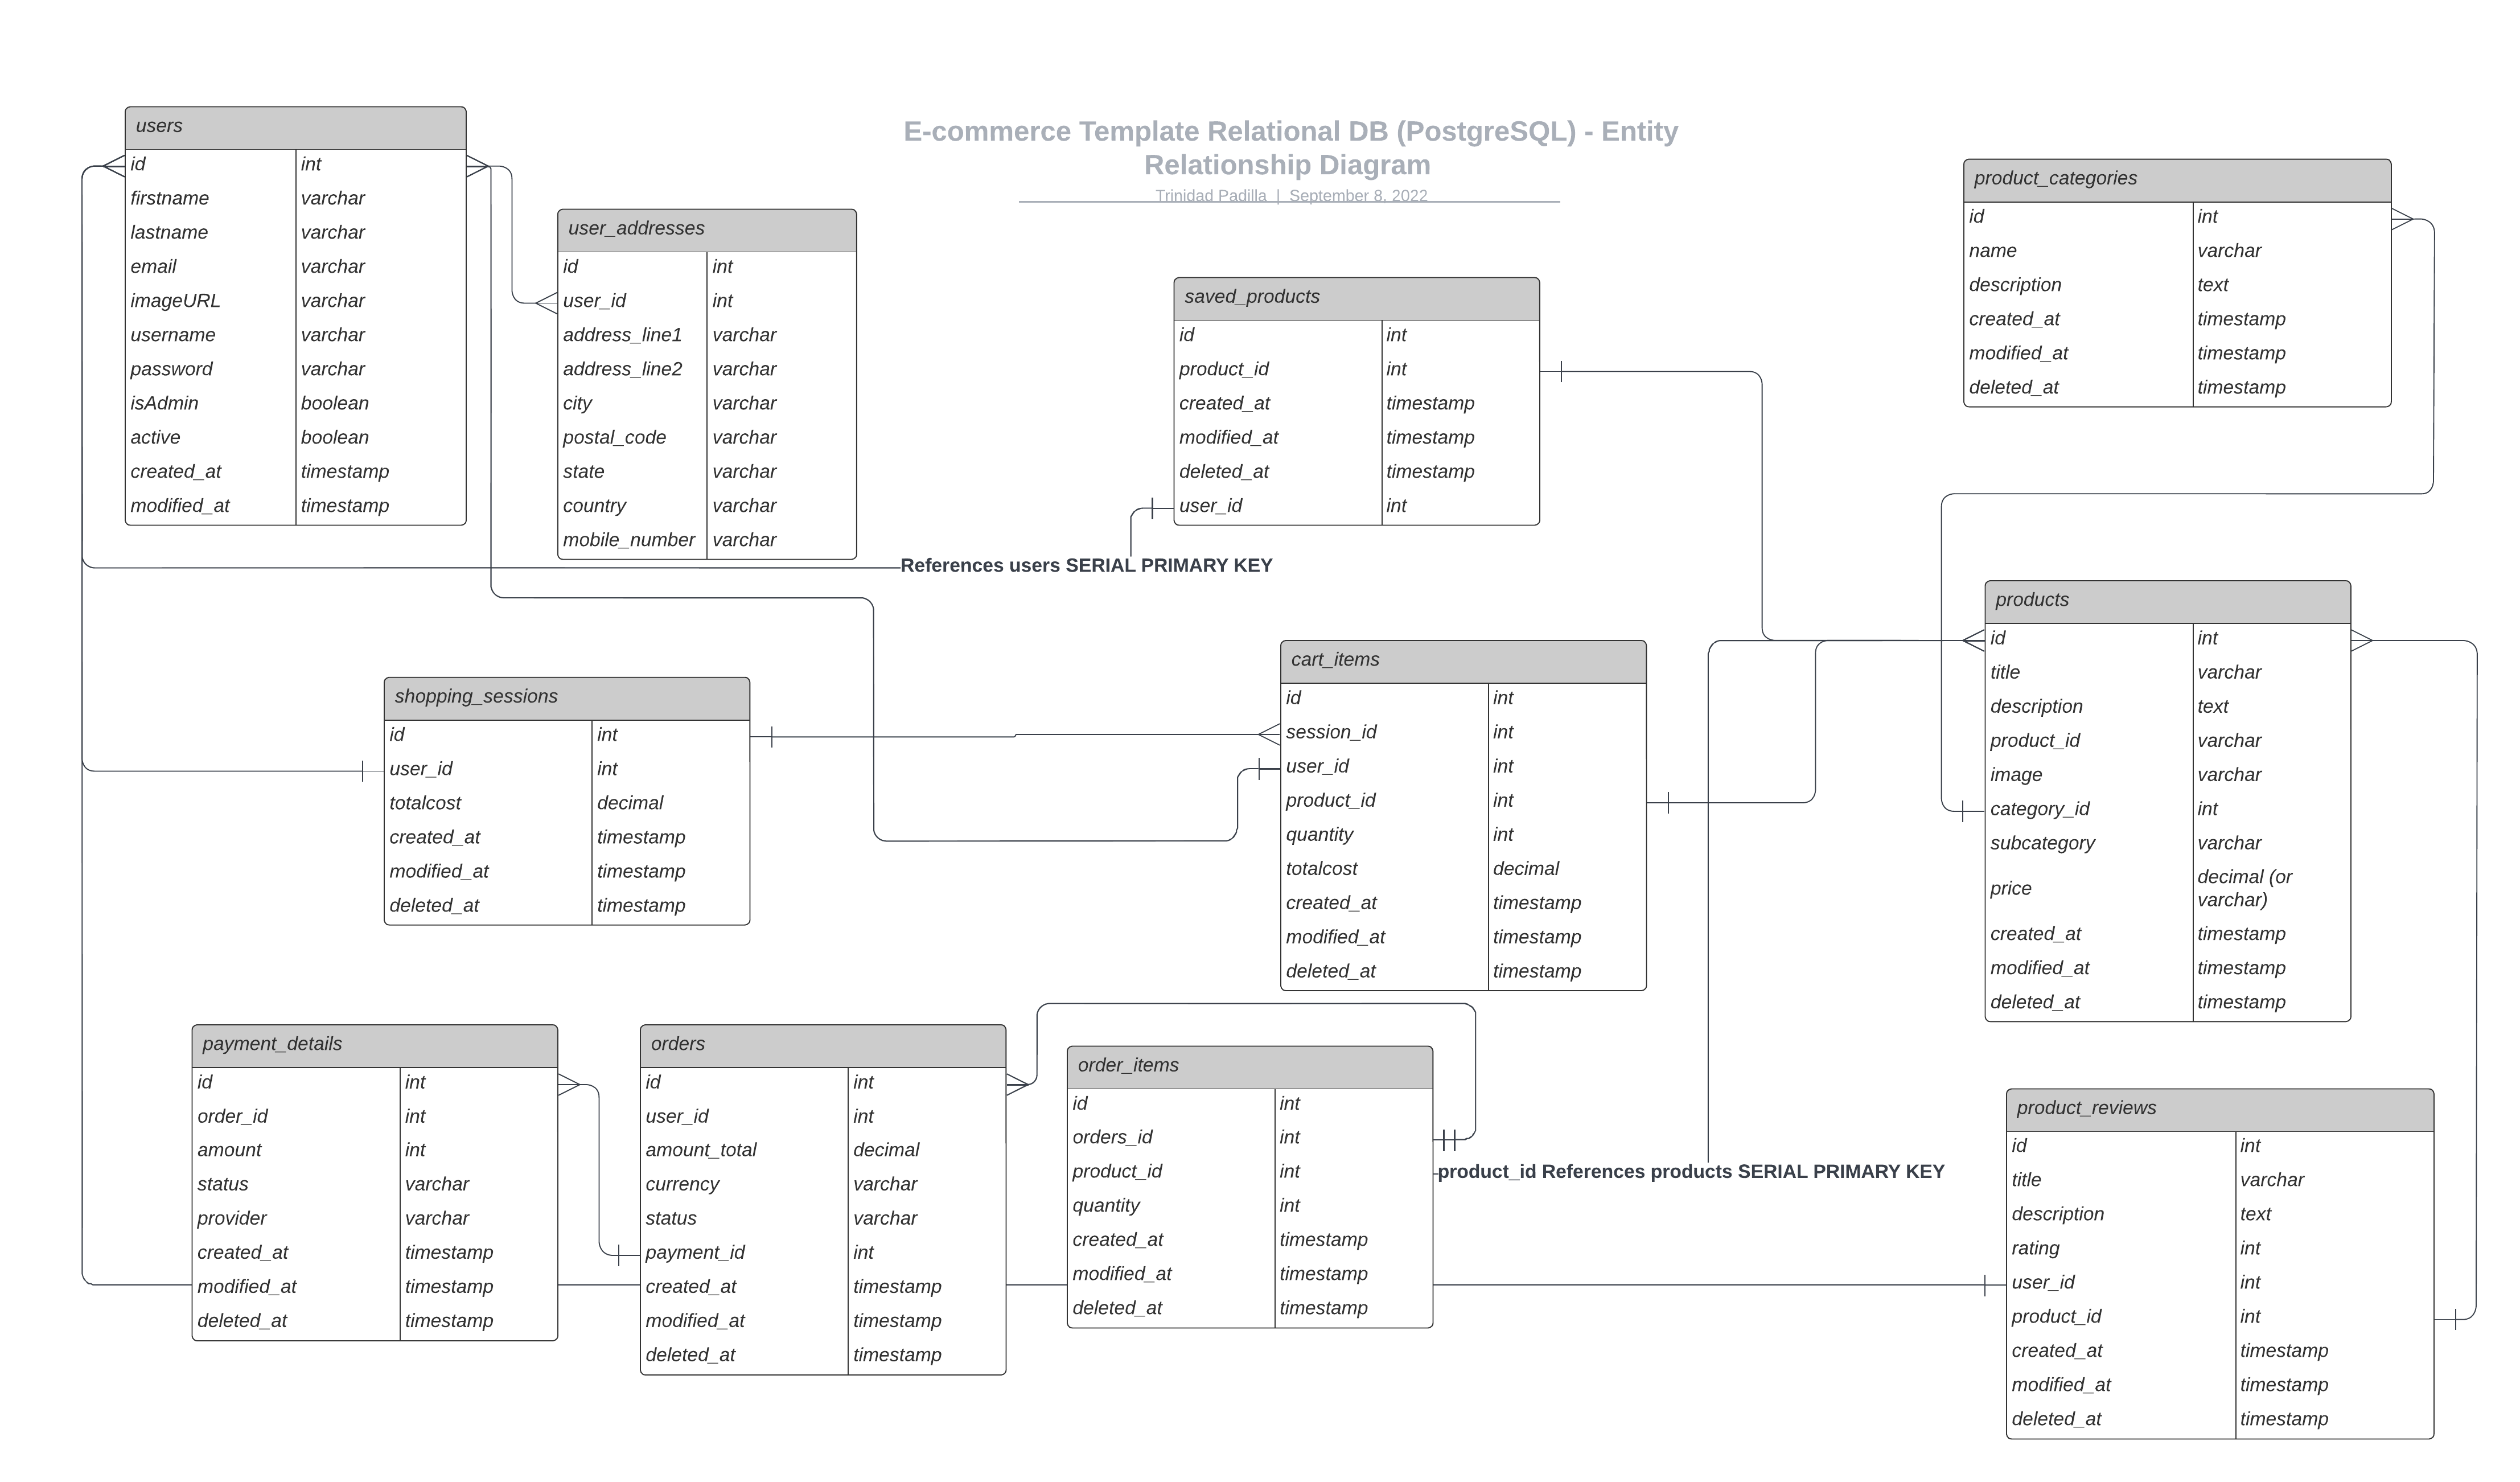 E-commerce Template Relational DB (PostgreSQL) - Entity
Relationship Diagram
Trinidad Padilla | September 8, 2022
users
id int
firstname varchar
lastname varchar
email varchar
imageURL varchar
username varchar
password varchar
isAdmin boolean
active boolean
created_at timestamp
modified_at timestamp
user_addresses
id int
user_id int
address_line1 varchar
address_line2 varchar
city varchar
postal_code varchar
state varchar
country varchar
mobile_number varchar
saved_products
id int
product_id int
created_at timestamp
modified_at timestamp
deleted_at timestamp
user_id int
References users SERIAL PRIMARY KEY
product_categories
id int
name varchar
description text
created_at timestamp
modified_at timestamp
deleted_at timestamp
shopping_sessions
id int
user_id int
totalcost decimal
created_at timestamp
modified_at timestamp
deleted_at timestamp
cart_items
id int
session_id int
user_id int
product_id int
quantity int
totalcost decimal
created_at timestamp
modified_at timestamp
deleted_at timestamp
products
id int
title varchar
description text
product_id varchar
image varchar
category_id int
subcategory varchar
price decimal (or
varchar)
created_at timestamp
modified_at timestamp
deleted_at timestamp
payment_details
id int
order_id int
amount int
status varchar
provider varchar
created_at timestamp
modified_at timestamp
deleted_at timestamp
orders
id int
user_id int
amount_total decimal
currency varchar
status varchar
payment_id int
created_at timestamp
modified_at timestamp
deleted_at timestamp
order_items
id int
orders_id int
product_id int
quantity int
created_at timestamp
modified_at timestamp
deleted_at timestamp
product_id References products SERIAL PRIMARY KEY
product_reviews
id int
title varchar
description text
rating int
user_id int
product_id int
created_at timestamp
modified_at timestamp
deleted_at timestamp